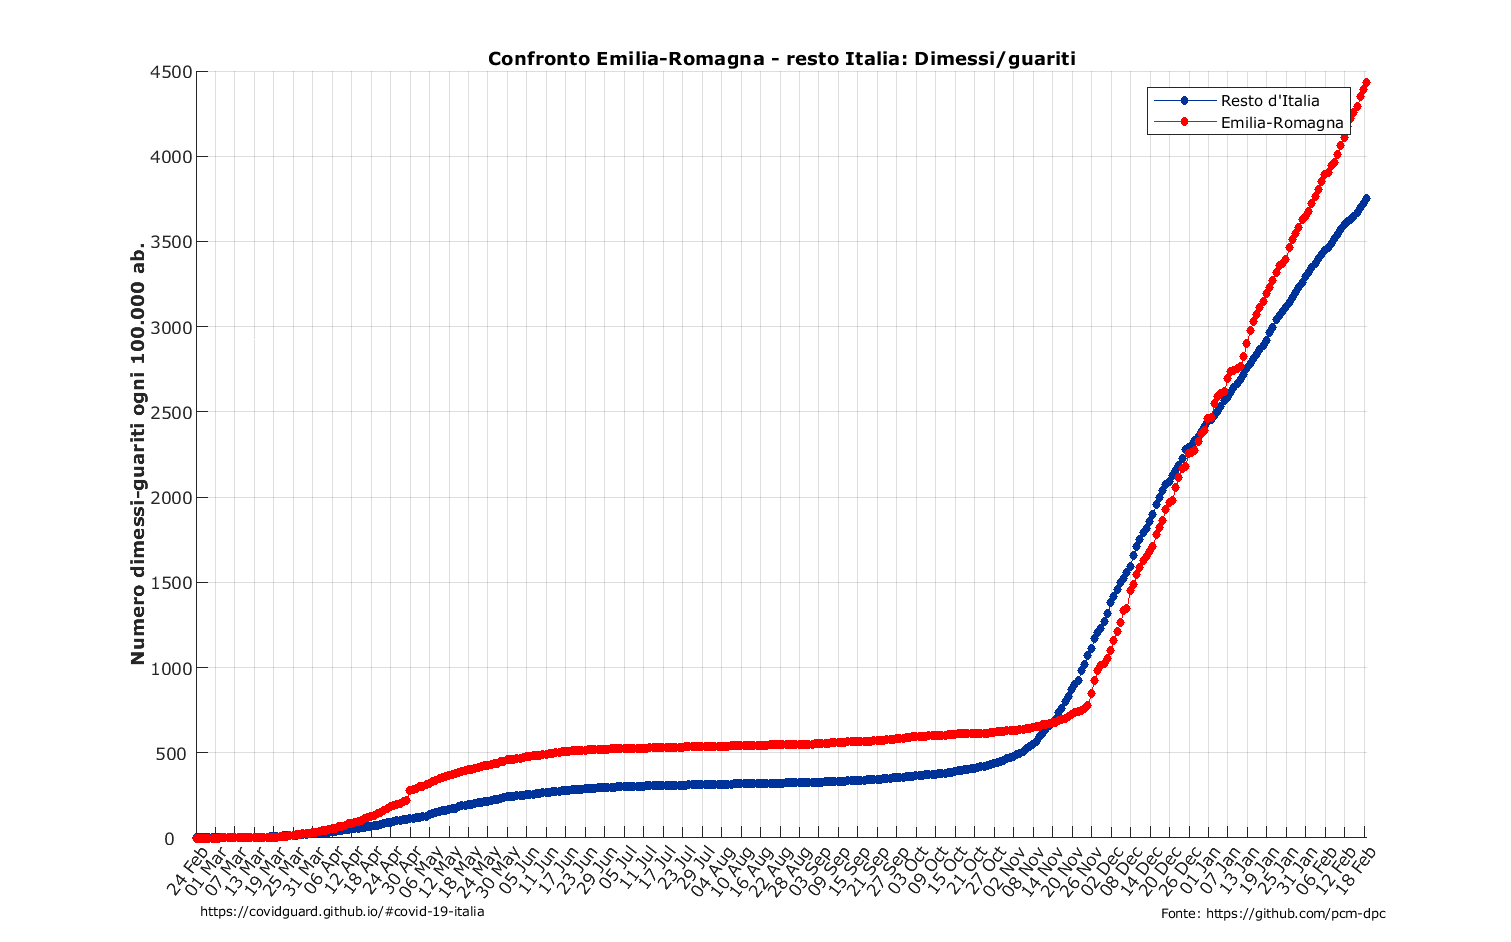 Confronto Emilia-Romagna - resto Italia: Dimessi/guariti
Numero dimessi-guariti ogni 100.000 ab.
4500
4000
3500
3000
2500
2000
1500
1000
500
0
Resto d'Italia
Emilia-Romagna
24 Feb
01 Mar
07 Mar
13 Mar
19 Mar
25 Mar
31 Mar
06 Apr
12 Apr
18 Apr
24 Apr
30 Apr
06 May
12 May
18 May
24 May
30 May
05 Jun
11 Jun
17 Jun
23 Jun
29 Jun
05 Jul
11 Jul
17 Jul
23 Jul
29 Jul
04 Aug
10 Aug
16 Aug
22 Aug
28 Aug
03 Sep
09 Sep
15 Sep
21 Sep
27 Sep
03 Oct
09 Oct
15 Oct
21 Oct
27 Oct
02 Nov
08 Nov
14 Nov
20 Nov
26 Nov
02 Dec
08 Dec
14 Dec
20 Dec
26 Dec
01 Jan
07 Jan
13 Jan
19 Jan
25 Jan
31 Jan
06 Feb
12 Feb
18 Feb
https://covidguard.github.io/#covid-19-italia
Fonte: https://github.com/pcm-dpc